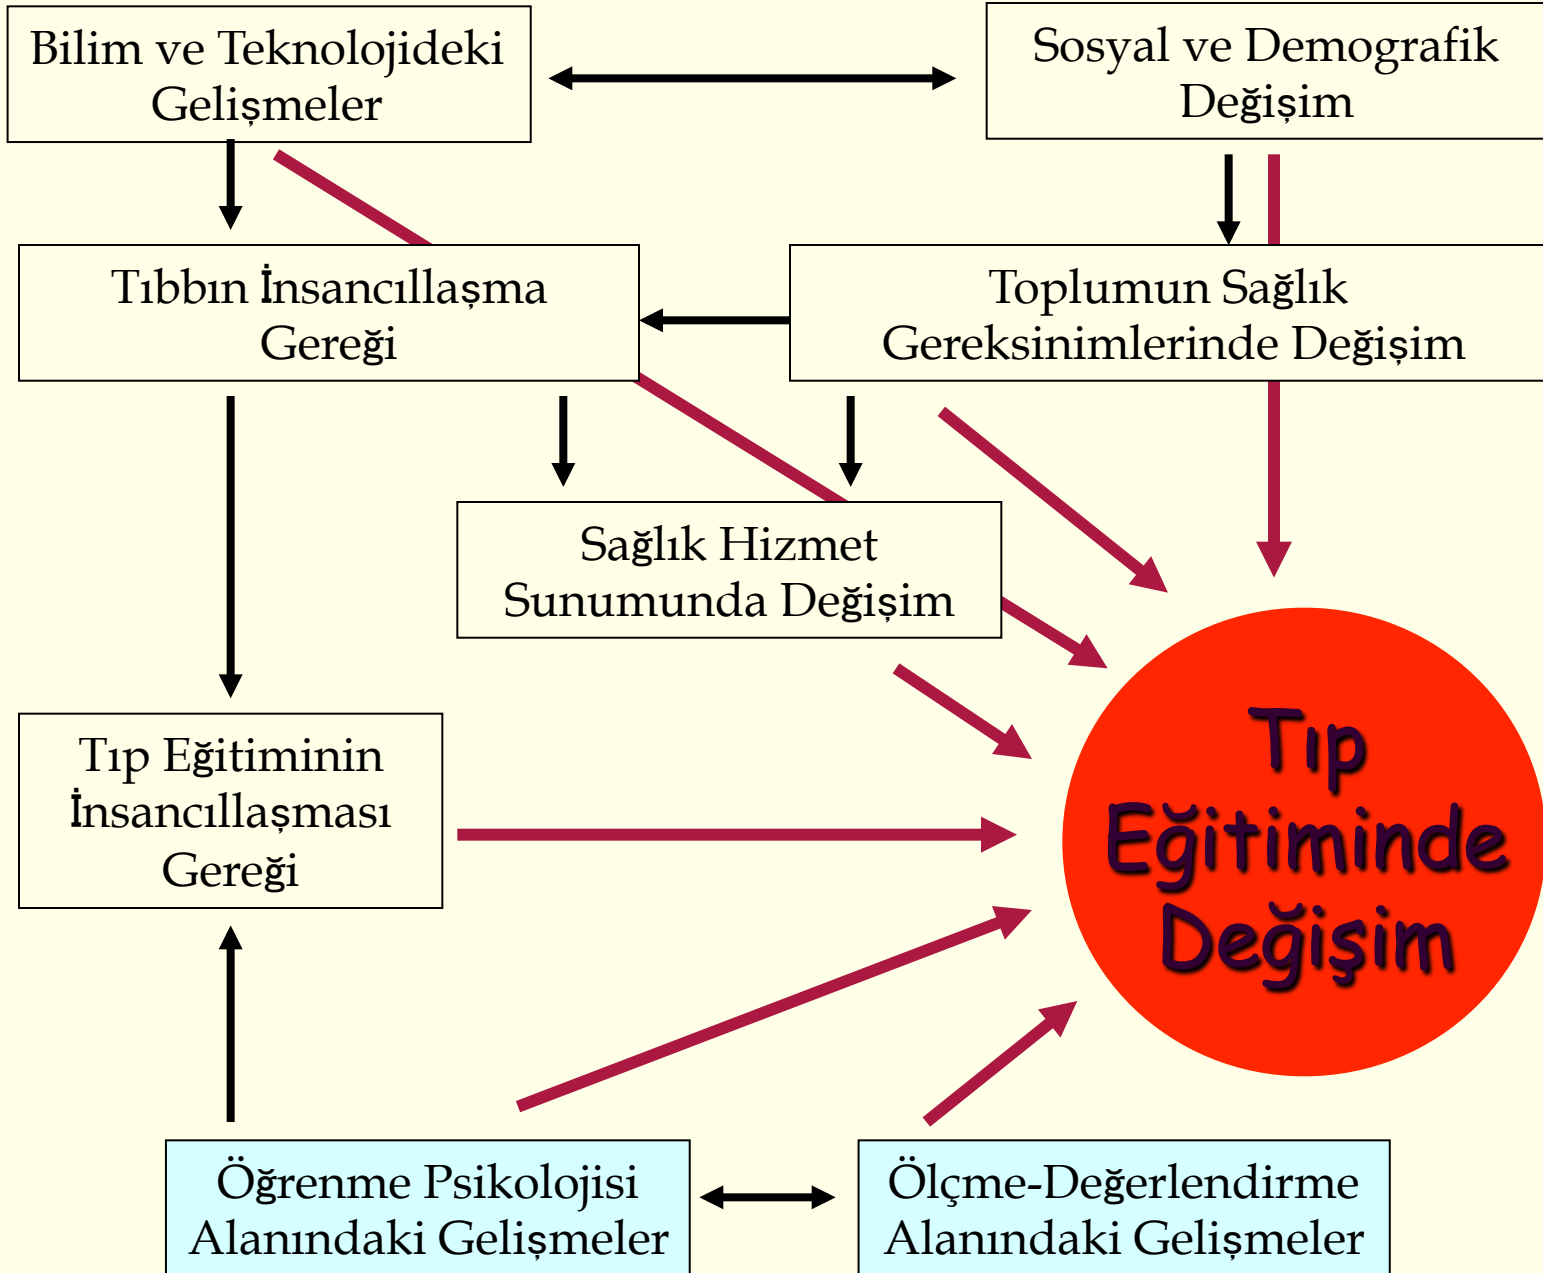 Bilim ve Teknolojideki
Gelişmeler
Sosyal ve Demografik
Değişim
Tıbbın İnsancıllaşma
Gereği
Toplumun Sağlık
Gereksinimlerinde Değişim
Sağlık Hizmet
Sunumunda Değişim
Tıp Eğitiminin
İnsancıllaşması
Gereği
Tıp
Eğitiminde
Değişim
Öğrenme Psikolojisi
Alanındaki Gelişmeler
Ölçme-Değerlendirme
Alanındaki Gelişmeler